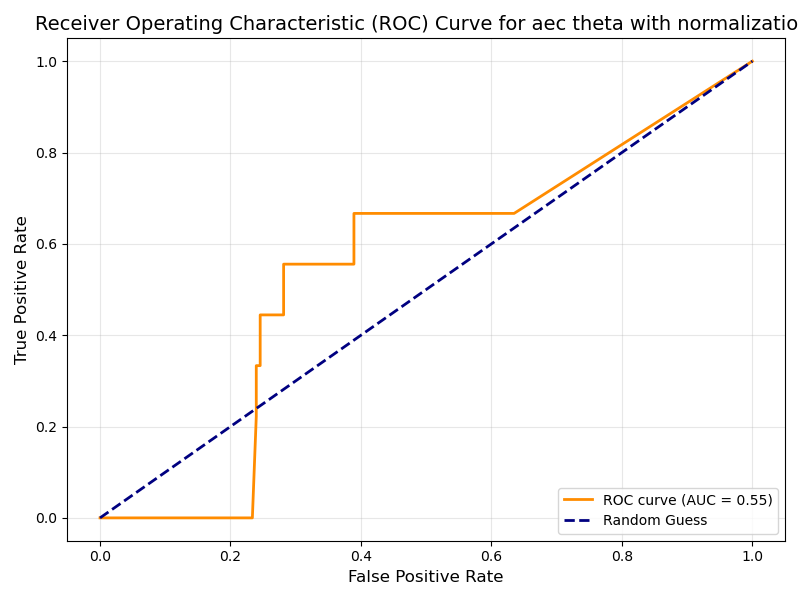 Receiver Operating Characteristic (ROC) Curve for aec theta with normalizatio
1.0
0.8
0.6
0.4
0.2
0.0
True Positive Rate
ROC curve (AUC = 0.55)
Random Guess
0.0 0.2 0.4 0.6 0.8 1.0
False Positive Rate